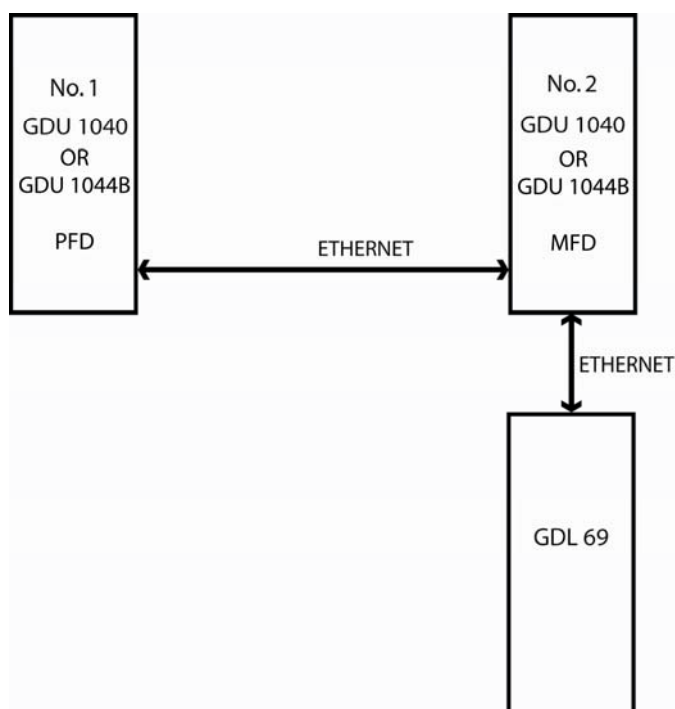 No. 1
GDU 1040
OR
GDU 1044B
PFD
ETHERNET
No. 2
GDU 1040
OR
GDU 1044B
MFD
ETHERNET
GDL 69